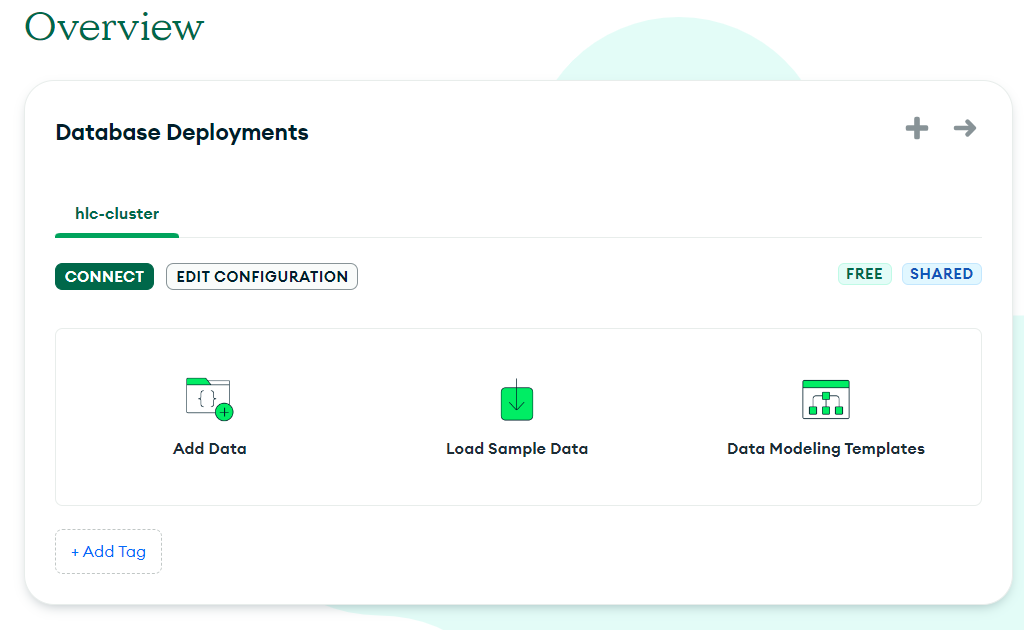 Overview
Database Deployments
hlc-cluster
CONNECT EDIT CONFIGURATION FREE SHARED
{ }
Add Data Load Sample Data Data Modeling Templates
+ Add Tag